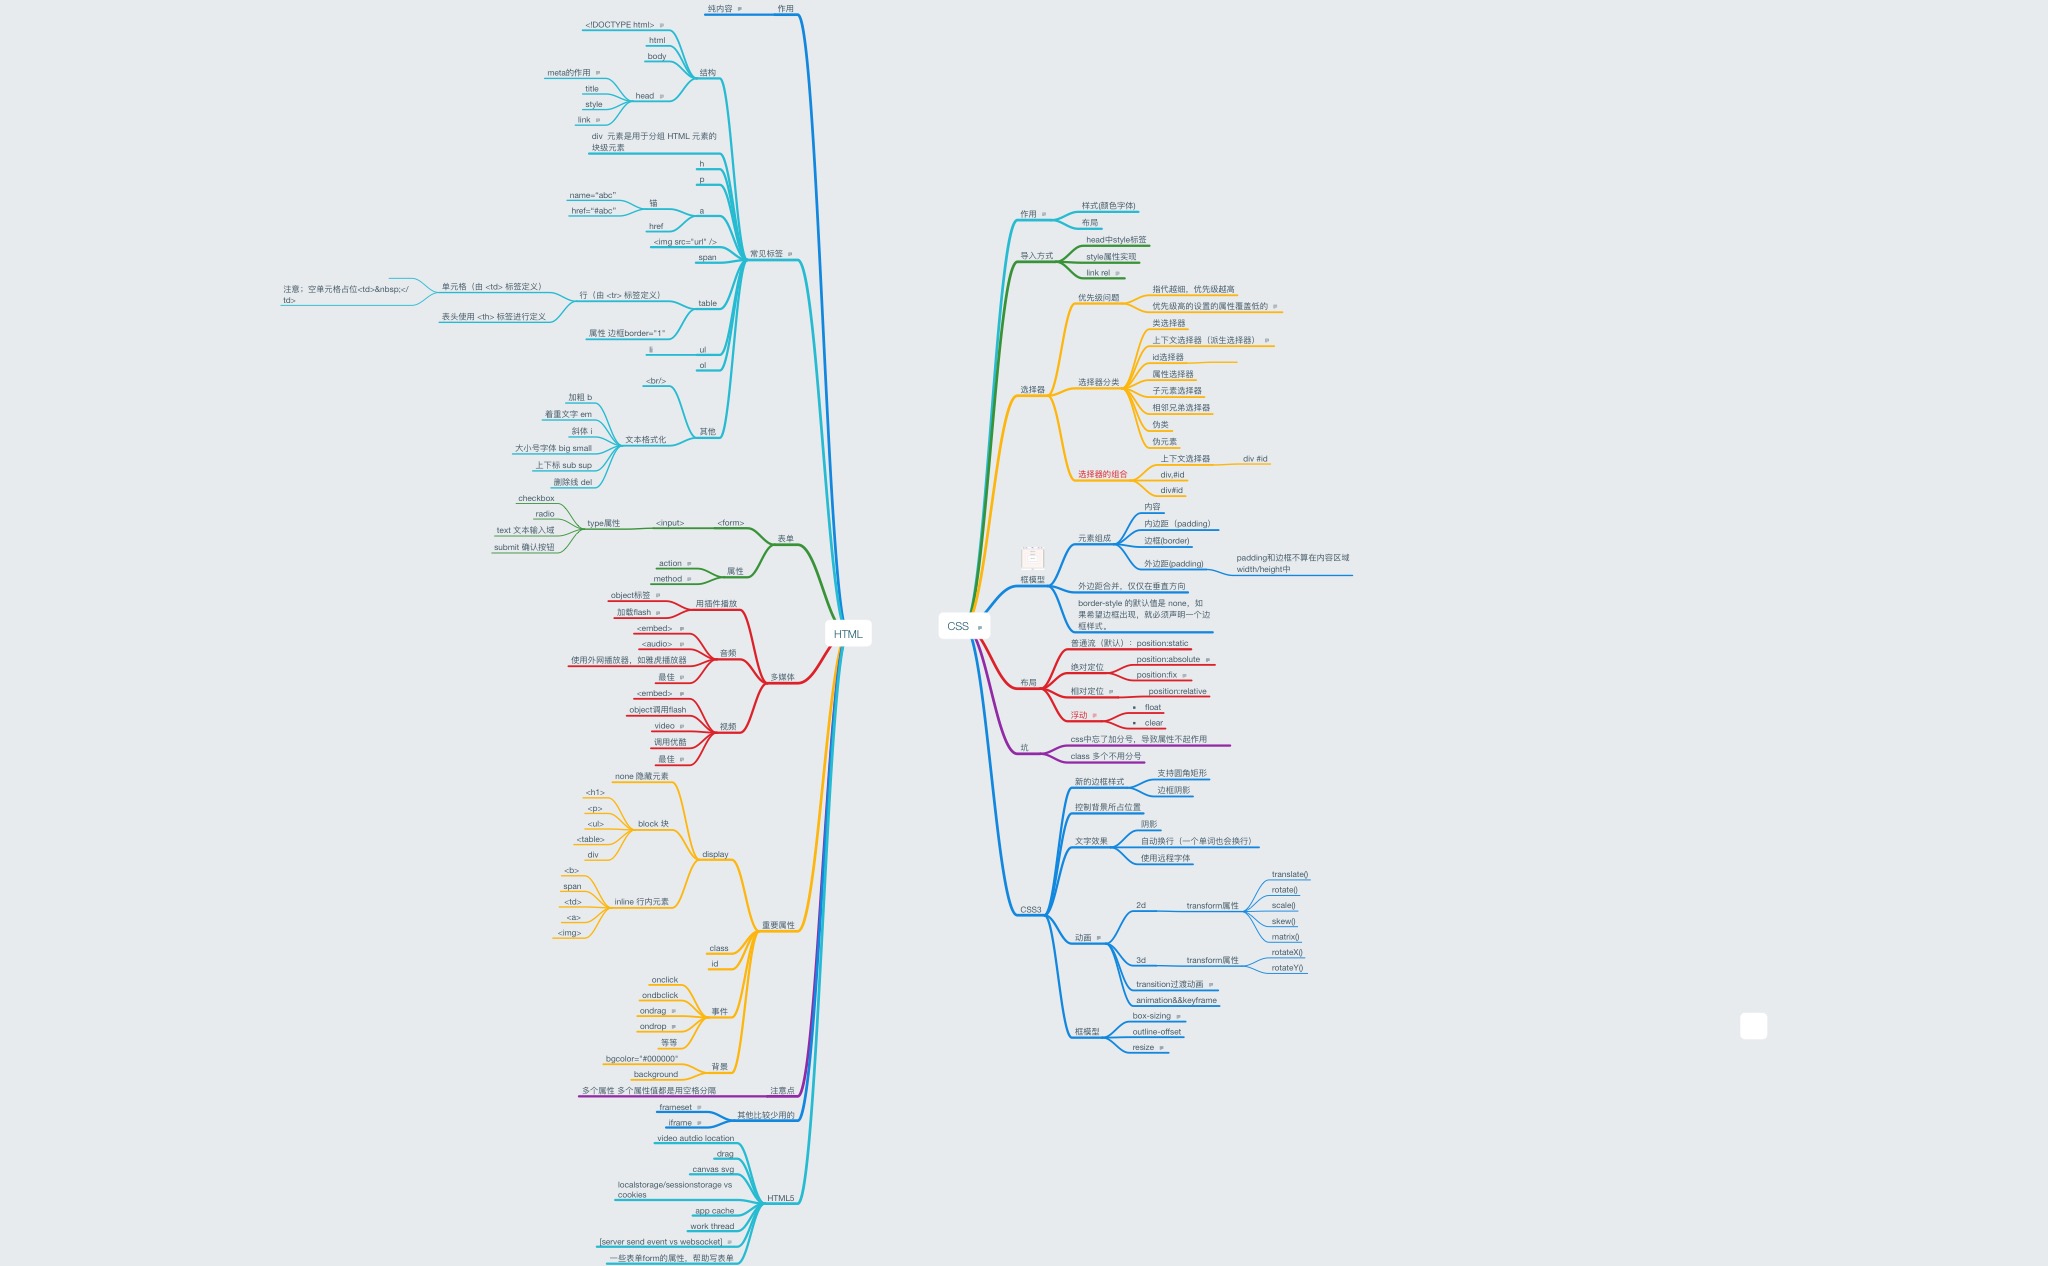 纯内容
作用
<!DOCTYPE html>
html
body
结构
meta的作用
title
head
style
link
div 元素是用于分组 HTML 元素的
块级元素
h
p
name="abc"
锚
href="#abc"
a
href
<img src="url" />
常见标签
span
注意：空单元格占位<td>&nbsp;</
td>
单元格（由 <td> 标签定义）
行（由 <tr> 标签定义）
表头使用 <th> 标签进行定义
table
属性 边框border="1"
li
ul
ol
<br/>
加粗 b
着重文字 em
斜体 i
文本格式化
其他
大小号字体 big small
上下标 sub sup
删除线 del
checkbox
radio
type属性
<input>
<form>
text 文本输入域
submit 确认按钮
表单
action
属性
method
HTML
object标签
用插件播放
加载flash
<embed>
<audio>
音频
使用外网播放器，如雅虎播放器
最佳
多媒体
<embed>
object调用flash
video
视频
调用优酷
最佳
none 隐藏元素
<h1>
<p>
<ul>
block 块
<table>
div
display
<b>
span
<td>
inline 行内元素
<a>
<img>
重要属性
class
id
onclick
ondbclick
ondrag
事件
ondrop
等等
bgcolor="#000000"
背景
background
多个属性 多个属性值都是用空格分隔
注意点
frameset
其他比较少用的
iframe
video autdio location
drag
canvas svg
localstorage/sessionstorage vs
cookies
HTML5
app cache
work thread
[server send event vs websocket]
一些表单form的属性，帮助写表单
CSS
作用
样式(颜色字体)
布局
导入方式
head中style标签
style属性实现
link rel
选择器
优先级问题
指代越细，优先级越高
优先级高的设置的属性覆盖低的
选择器分类
类选择器
上下文选择器（派生选择器）
id选择器
属性选择器
子元素选择器
相邻兄弟选择器
伪类
伪元素
选择器的组合
上下文选择器
div #id
div,#id
div#id
框模型
元素组成
内容
内边距（padding）
边框(border)
外边距(padding)
padding和边框不算在内容区域
width/height中
外边距合并，仅仅在垂直方向
border-style 的默认值是 none，如
果希望边框出现，就必须声明一个边
框样式。
布局
普通流（默认）：position:static
绝对定位
position:absolute
position:fix
相对定位
position:relative
浮动
• float
• clear
坑
css中忘了加分号，导致属性不起作用
class 多个不用分号
CSS3
新的边框样式
支持圆角矩形
边框阴影
控制背景所占位置
文字效果
阴影
自动换行（一个单词也会换行）
使用远程字体
动画
2d
transform属性
translate()
rotate()
scale()
skew()
matrix()
3d
transform属性
rotateX()
rotateY()
transition过渡动画
animation&&keyframe
框模型
box-sizing
outline-offset
resize